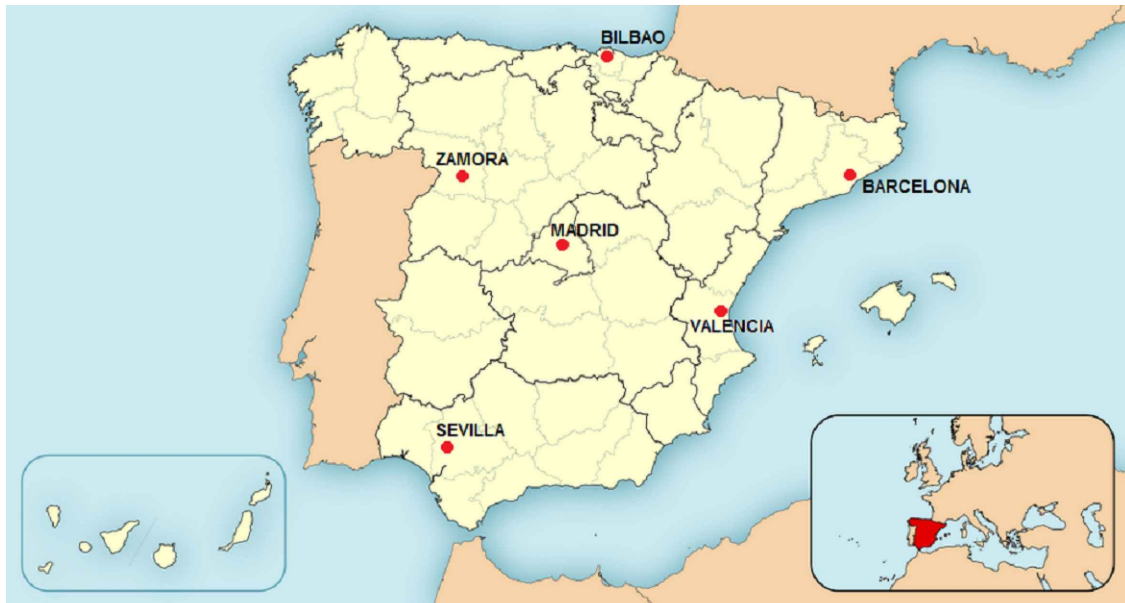 BILBAO
ZAMORA
BARCELONA
MADRID
VALENCIA
SEVILLA